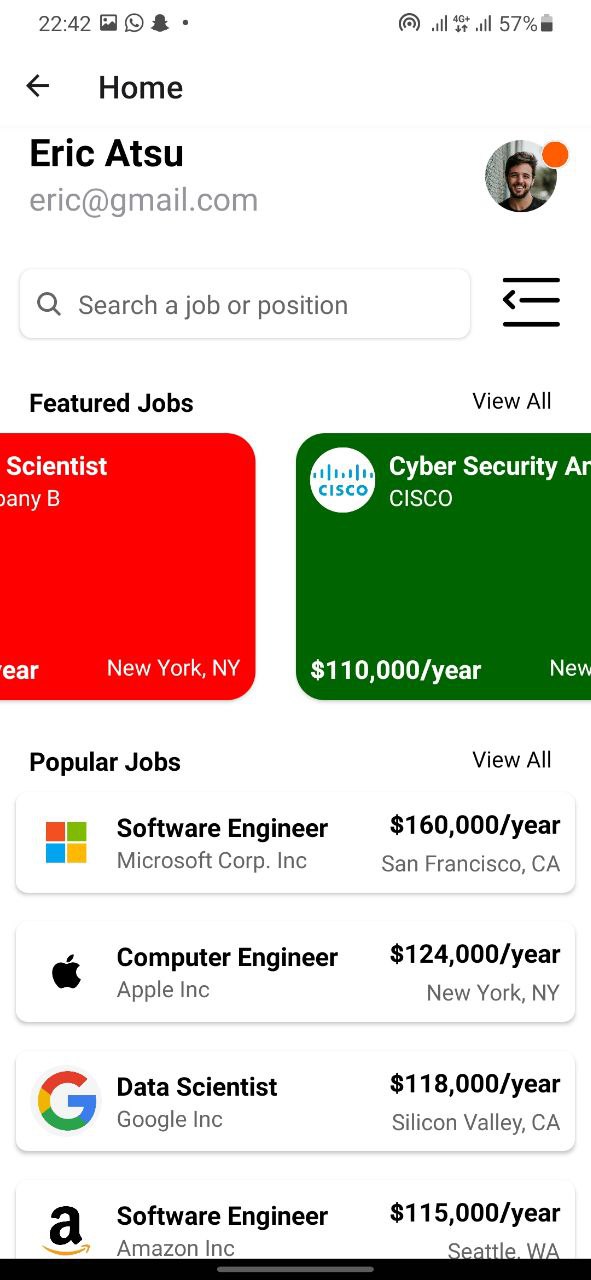 22:42 4G+ 57%
Home
Eric Atsu
eric@gmail.com
Search a job or position
Featured Jobs View All
Scientist
pany B
year New York, NY
CISCO
Cyber Security An
CISCO
$110,000/year New
Popular Jobs View All
Software Engineer $160,000/year
Microsoft Corp. Inc San Francisco, CA
Computer Engineer $124,000/year
Apple Inc New York, NY
Data Scientist $118,000/year
Google Inc Silicon Valley, CA
Software Engineer $115,000/year
Amazon Inc Seattle, WA